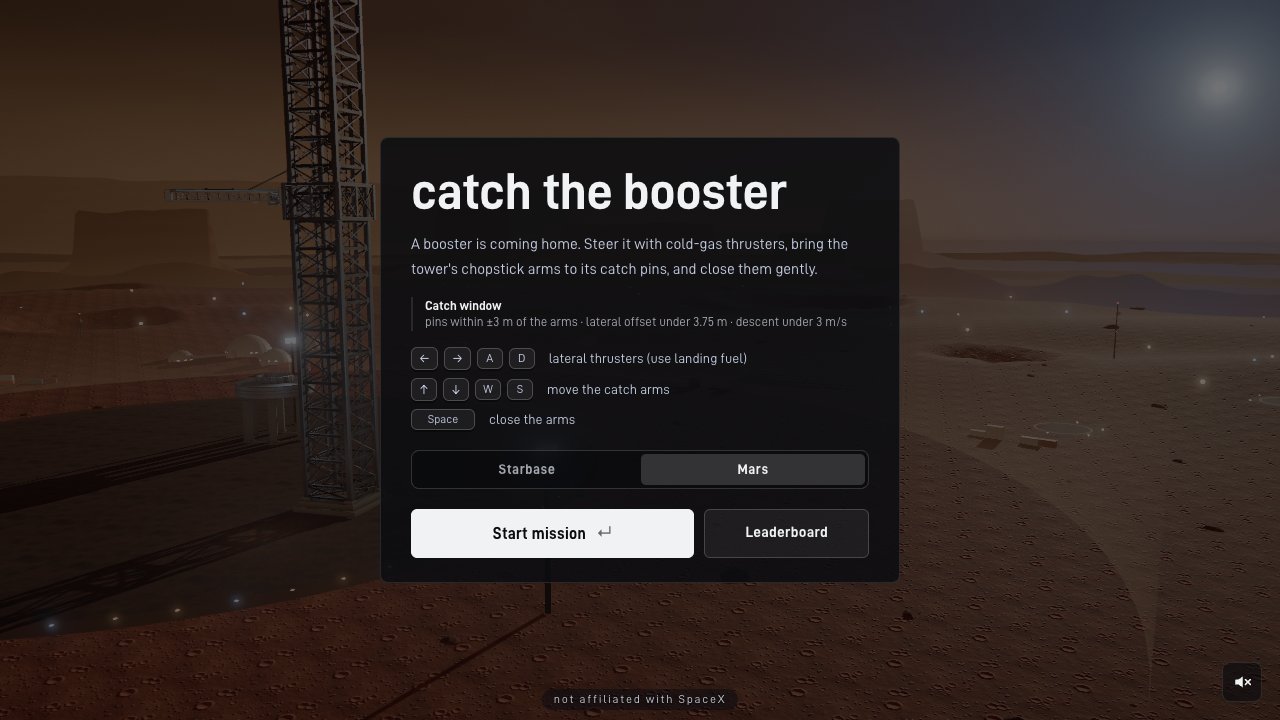 catch the booster
A booster is coming home. Steer it with cold-gas thrusters, bring the
tower's chopstick arms to its catch pins, and close them gently.
Catch window
pins within ±3 m of the arms · lateral offset under 3.75 m · descent under 3 m/s
← → A D lateral thrusters (use landing fuel)
↑ ↓ W S move the catch arms
Space close the arms
Starbase Mars
Start mission ↵ Leaderboard
not affiliated with SpaceX